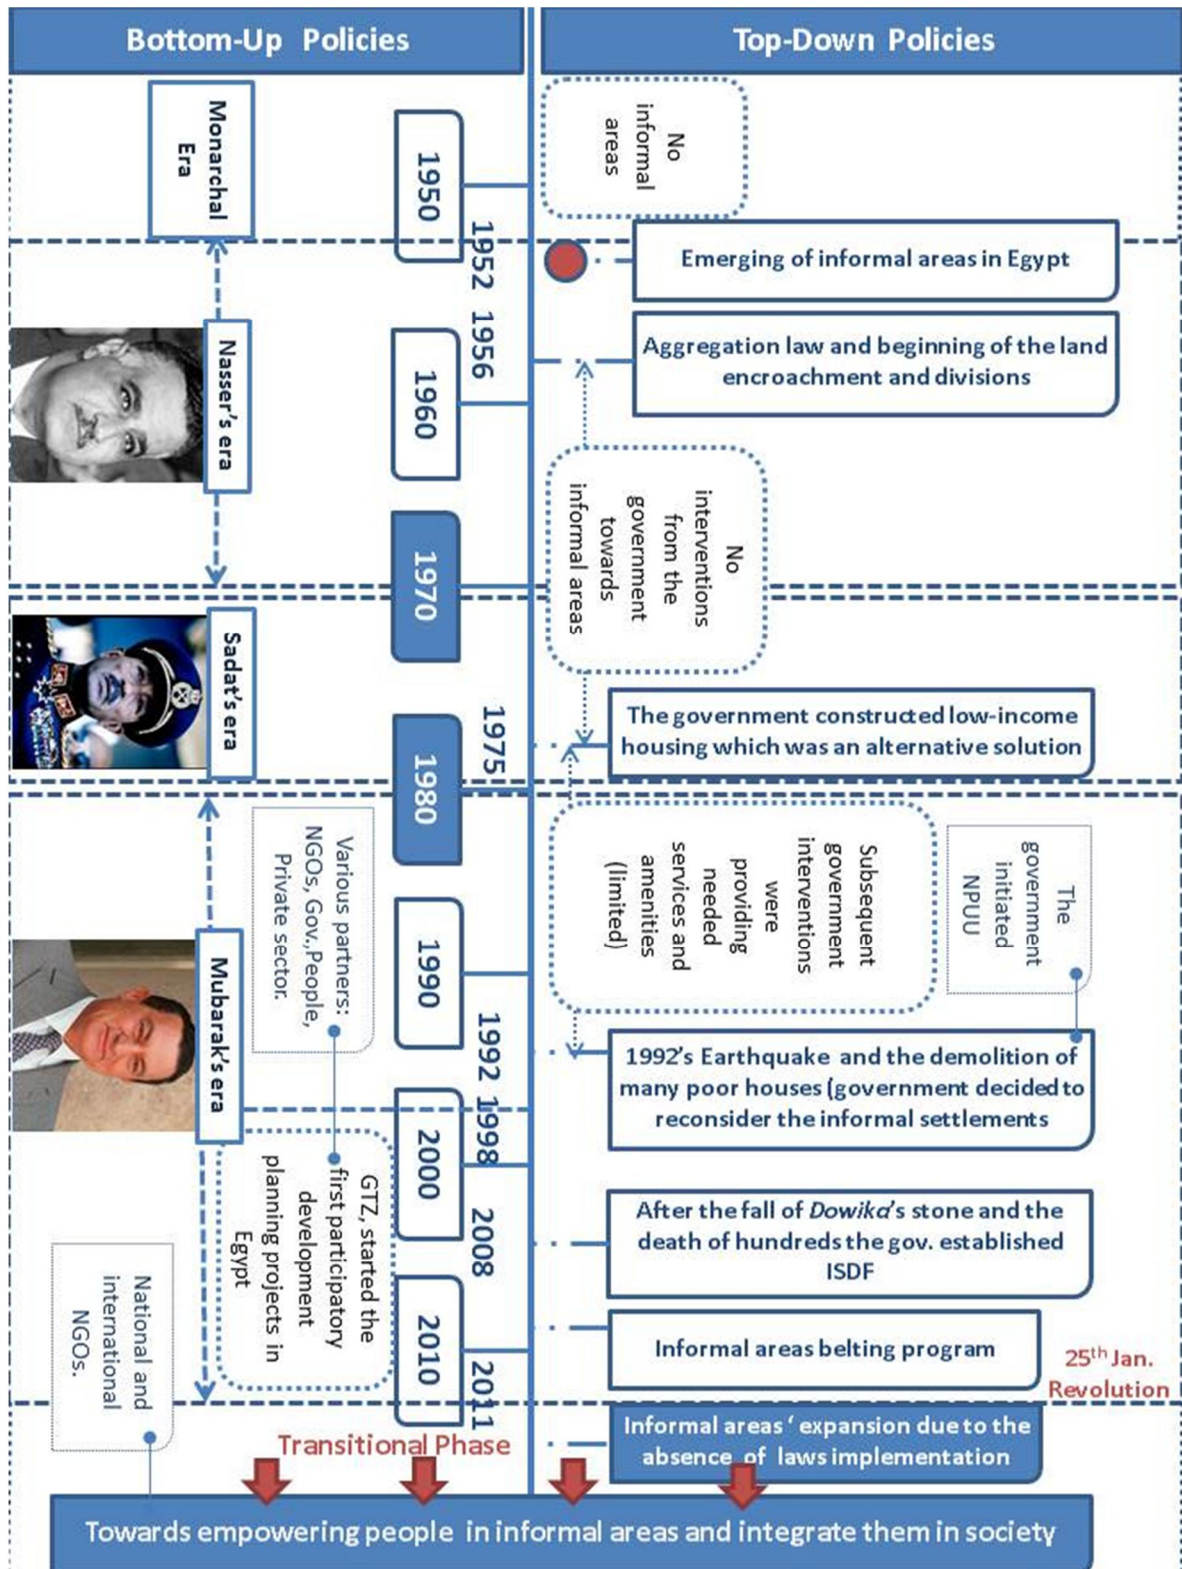 Bottom-Up Policies
Top-Down Policies
Monarchal
Era
1950
No
informal
areas
1952
Emerging of informal areas in Egypt
1956
Aggregation law and beginning of the land
encroachment and divisions
Nasser's era
1960
No
interventions
from the
government
towards
informal areas
1970
Sadat's era
1975
The government constructed low-income
housing which was an alternative solution
1980
Various partners:
NGOs, Gov.,People,
Private sector.
Subsequent
government
interventions
were
providing
needed
services and
amenities
(limited)
The
government
initiated
NPUU
1990
Mubarak's era
1992
1992's Earthquake and the demolition of
many poor houses (government decided to
reconsider the informal settlements
1998
2000
GTZ, started the
first participatory
development
planning projects in
Egypt
2008
After the fall of Dowika's stone and the
death of hundreds the gov. established
ISDF
National and
international
NGOs.
2010
Informal areas belting program
25th Jan.
Revolution
2011
Informal areas ‘ expansion due to the
absence of laws implementation
Transitional Phase
Towards empowering people in informal areas and integrate them in society